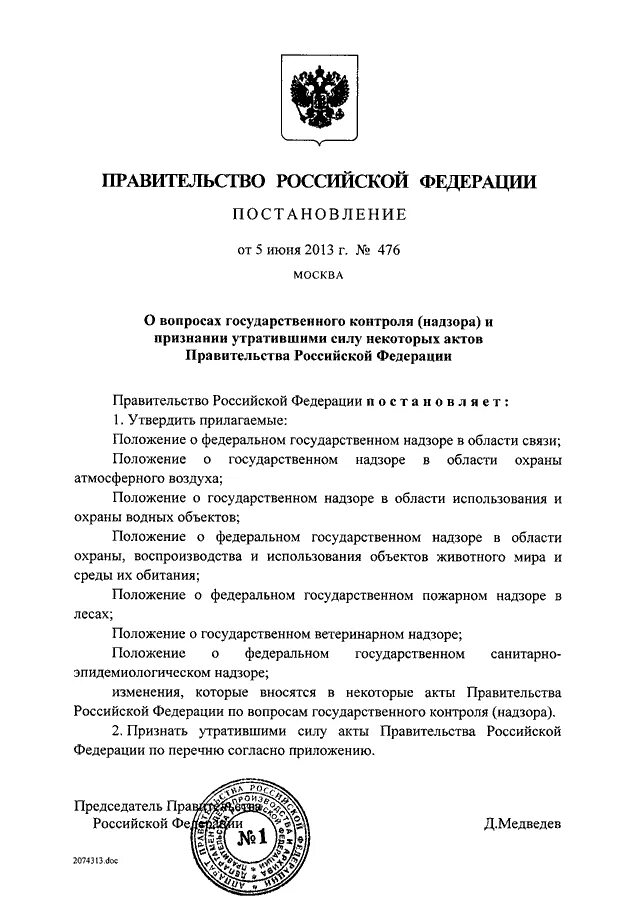 ПРАВИТЕЛЬСТВО РОССИЙСКОЙ ФЕДЕРАЦИИ
ПОСТАНОВЛЕНИЕ
от 5 июня 2013 г. № 476
МОСКВА
О вопросах государственного контроля (надзора) и
признании утратившими силу некоторых актов
Правительства Российской Федерации
Правительство Российской Федерации постановляет:
1. Утвердить прилагаемые:
Положение о федеральном государственном надзоре в области связи;
Положение о государственном надзоре в области охраны
атмосферного воздуха;
Положение о государственном надзоре в области использования и
охраны водных объектов;
Положение о федеральном государственном надзоре в области
охраны, воспроизводства и использования объектов животного мира и
среды их обитания;
Положение о федеральном государственном пожарном надзоре в
лесах;
Положение о государственном ветеринарном надзоре;
Положение о федеральном государственном санитарно-
эпидемиологическом надзоре;
изменения, которые вносятся в некоторые акты Правительства
Российской Федерации по вопросам государственного контроля (надзора).
2. Признать утратившими силу акты Правительства Российской
Федерации по перечню согласно приложению.
Председатель Правительства
Российской Федерации Д.Медведев
АППАРАТ ПРАВИТЕЛЬСТВА РОССИЙСКОЙ ФЕДЕРАЦИИ
ДЕЛОПРОИЗВОДСТВА И АРХИВА
№1
2074313.doc